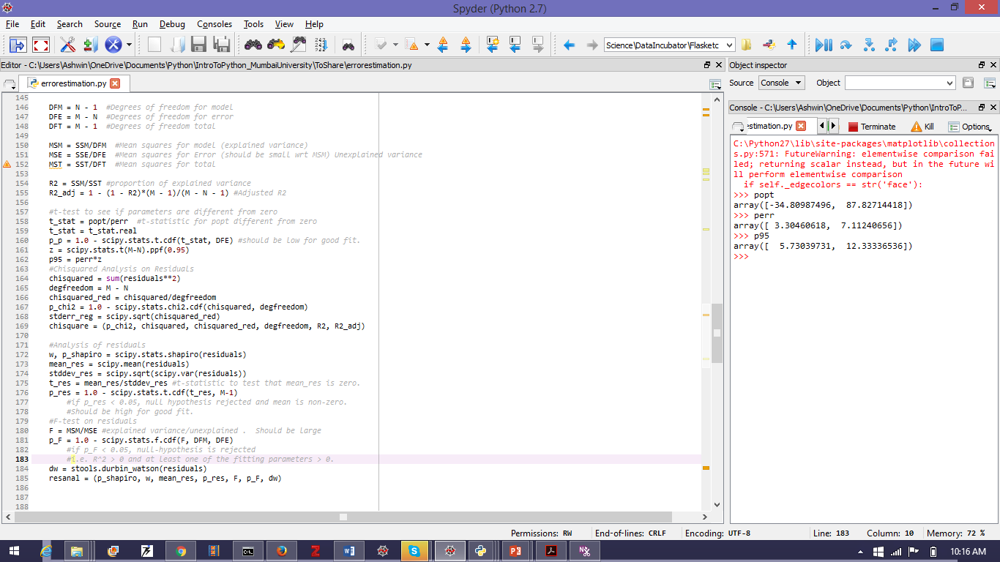 Spyder (Python 2.7)
File Edit Search Source Run Debug Consoles Tools View Help
Science\DataIncubator\Flasketc
Editor - C:\Users\Ashwin\OneDrive\Documents\Python\IntroToPython_MumbaiUniversity\ToShare\errorestimation.py
errorestimation.py
145
146 DFM = N - 1 #Degrees of freedom for model
147 DFE = M - N #Degrees of freedom for error
148 DFT = M - 1 #Degrees of freedom total
149
150 MSM = SSM/DFM #Mean squares for model (explained variance)
151 MSE = SSE/DFE #Mean squares for Error (should be small wrt MSM) Unexplained variance
152 MST = SST/DFT #Mean squares for total
153
154 R2 = SSM/SST #proportion of explained variance
155 R2_adj = 1 - (1 - R2)*(M - 1)/(M - N - 1) #Adjusted R2
156
157 #t-test to see if parameters are different from zero
158 t_stat = popt/perr #t-statistic for popt different from zero
159 t_stat = t_stat.real
160 p_p = 1.0 - scipy.stats.t.cdf(t_stat, DFE) #should be low for good fit.
161 z = scipy.stats.t(M-N).ppf(0.95)
162 p95 = perr*z
163 #Chisquared Analysis on Residuals
164 chisquared = sum(residuals**2)
165 degfreedom = M - N
166 chisquared_red = chisquared/degfreedom
167 p_chi2 = 1.0 - scipy.stats.chi2.cdf(chisquared, degfreedom)
168 stderr_reg = scipy.sqrt(chisquared_red)
169 chisquare = (p_chi2, chisquared, chisquared_red, degfreedom, R2, R2_adj)
170
171 #Analysis of residuals
172 w, p_shapiro = scipy.stats.shapiro(residuals)
173 mean_res = scipy.mean(residuals)
174 stddev_res = scipy.sqrt(scipy.var(residuals))
175 t_res = mean_res/stddev_res #t-statistic to test that mean_res is zero.
176 p_res = 1.0 - scipy.stats.t.cdf(t_res, M-1)
177 #if p_res < 0.05, null hypothesis rejected and mean is non-zero.
178 #Should be high for good fit.
179 #F-test on residuals
180 F = MSM/MSE #explained variance/unexplained . Should be large
181 p_F = 1.0 - scipy.stats.f.cdf(F, DFM, DFE)
182 #if p_F < 0.05, null-hypothesis is rejected
183 #i.e. R^2 > 0 and at least one of the fitting parameters > 0.
184 dw = stools.durbin_watson(residuals)
185 resanal = (p_shapiro, w, mean_res, p_res, F, p_F, dw)
186
187
188
Object inspector
Source Console Object
Console - C:\Users\Ashwin\OneDrive\Documents\Python\IntroToP...
estimation.py Terminate Kill Options
C:\Python27\lib\site-packages\matplotlib\collection
s.py:571: FutureWarning: elementwise comparison fai
led; returning scalar instead, but in the future wi
ll perform elementwise comparison
if self._edgecolors == str('face'):
>>> popt
array([-34.80987496, 87.82714418])
>>> perr
array([ 3.30460618, 7.11240656])
>>> p95
array([ 5.73039731, 12.33336536])
>>>
Permissions: RW End-of-lines: CRLF Encoding: UTF-8 Line: 183 Column: 10 Memory: 72 %
10:16 AM